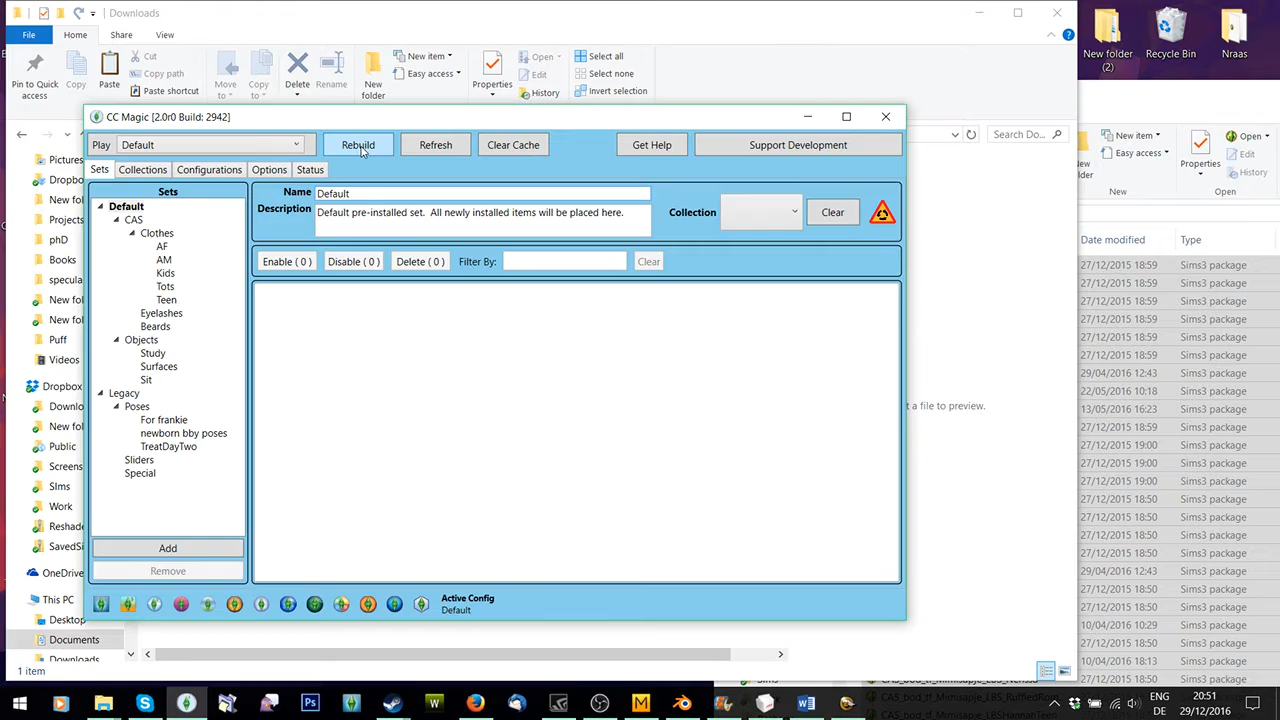 Downloads
File Home Share View
Pin to Quick access
Copy
Paste
Cut
Copy path
Paste shortcut
Move to
Copy to
Delete
Rename
New folder
New item
Easy access
Properties
Open
Edit
History
Select all
Select none
Invert selection
New folder (2)
Recycle Bin
Nraas
CC Magic [2.0r0 Build: 2942]
Play Default Rebuild Refresh Clear Cache Get Help Support Development
Sets Collections Configurations Options Status
Sets
Default
CAS
Clothes
AF
AM
Kids
Tots
Teen
Eyelashes
Beards
Objects
Study
Surfaces
Sit
Legacy
Poses
For frankie
newborn bby poses
TreatDayTwo
Sliders
Special
Add
Remove
Name Default
Description Default pre-installed set. All newly installed items will be placed here.
Collection Clear
Enable ( 0 ) Disable ( 0 ) Delete ( 0 ) Filter By: Clear
Active Config
Default
Pictures
Dropbo
New fo
Projects
phD
Books
specula
New fo
New fo
Puff
Videos
Dropbox
Downlo
New fo
Public
Screens
SIms
Work
Reshade
SavedSi
OneDrive
This PC
Desktop
Documents
Downloads
1 item
Search Do...
New item
Easy access
Properties
Open
Edit
History
New
Open
Date modified Type
27/12/2015 18:59 Sims3 package
27/12/2015 18:59 Sims3 package
27/12/2015 18:59 Sims3 package
27/12/2015 18:59 Sims3 package
27/12/2015 18:59 Sims3 package
27/12/2015 18:59 Sims3 package
29/04/2016 12:43 Sims3 package
22/05/2016 10:18 Sims3 package
13/05/2016 16:23 Sims3 package
27/12/2015 18:59 Sims3 package
27/12/2015 19:00 Sims3 package
27/12/2015 19:00 Sims3 package
27/12/2015 19:00 Sims3 package
27/12/2015 18:50 Sims3 package
27/12/2015 18:50 Sims3 package
27/12/2015 18:50 Sims3 package
27/12/2015 18:50 Sims3 package
29/04/2016 12:43 Sims3 package
27/12/2015 18:50 Sims3 package
27/12/2015 18:50 Sims3 package
10/04/2016 10:29 Sims3 package
27/12/2015 18:50 Sims3 package
10/04/2016 18:13 Sims3 package
t a file to preview.
CAS_bod_tf_Mimisapje_LBS_RuffledRom
CAS_bod_tf_Mimisapje_LBSHannahTeen
ENG
DE
20:51
29/12/2016